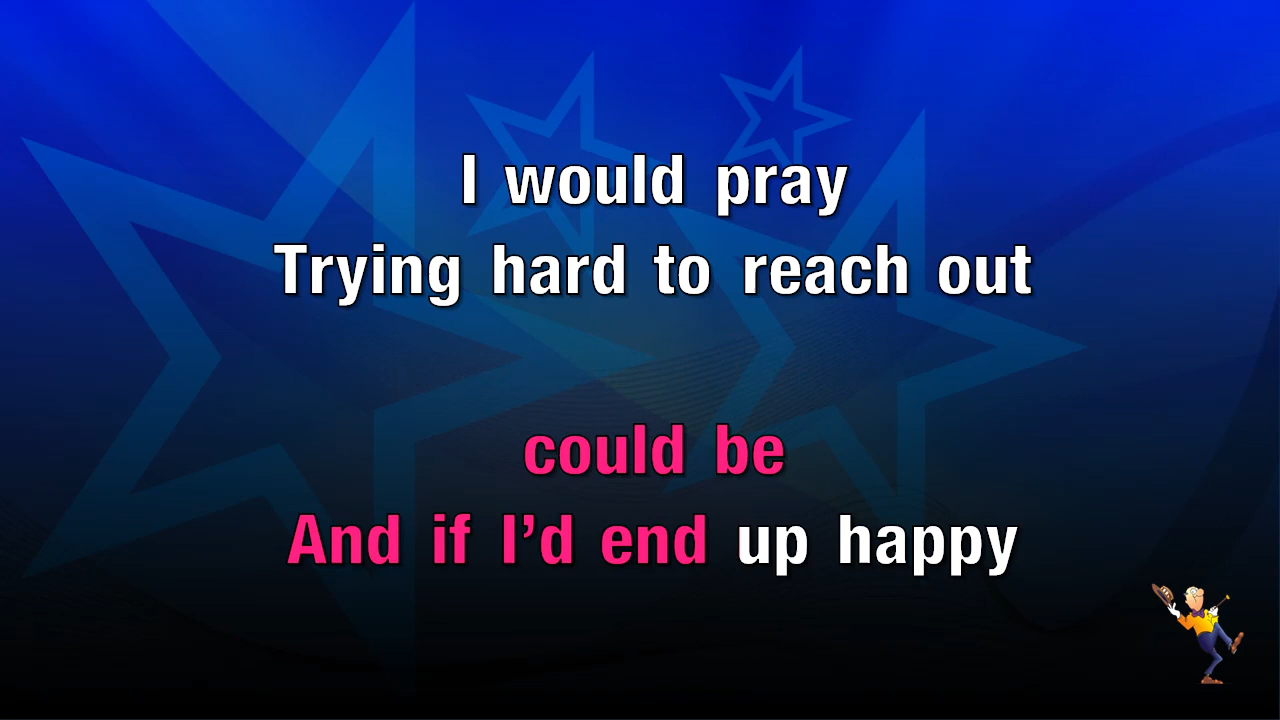 I would pray
Trying hard to reach out
could be
And if I’d end up happy